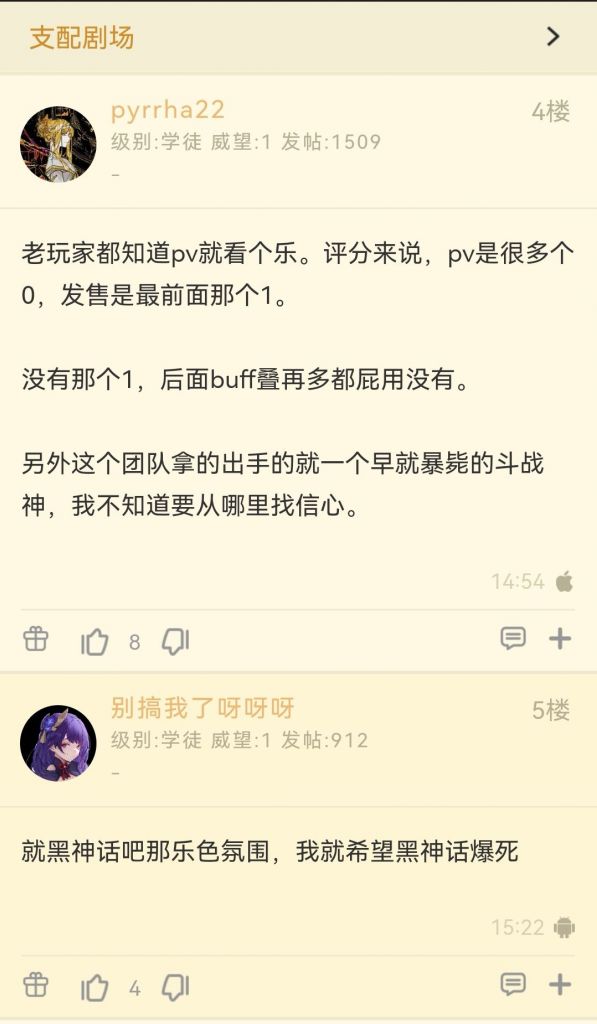 支配剧场
pyrrha22
4楼
级别:学徒 威望:1 发帖:1509
-
老玩家都知道pv就看个乐。评分来说，pv是很多个
0，发售是最前面那个1。
没有那个1，后面buff叠再多都屁用没有。
另外这个团队拿的出手的就一个早就暴毙的斗战
神，我不知道要从哪里找信心。
14:54
8
别搞我了呀呀呀
5楼
级别:学徒 威望:1 发帖:912
-
就黑神话吧那乐色氛围，我就希望黑神话爆死
15:22
4